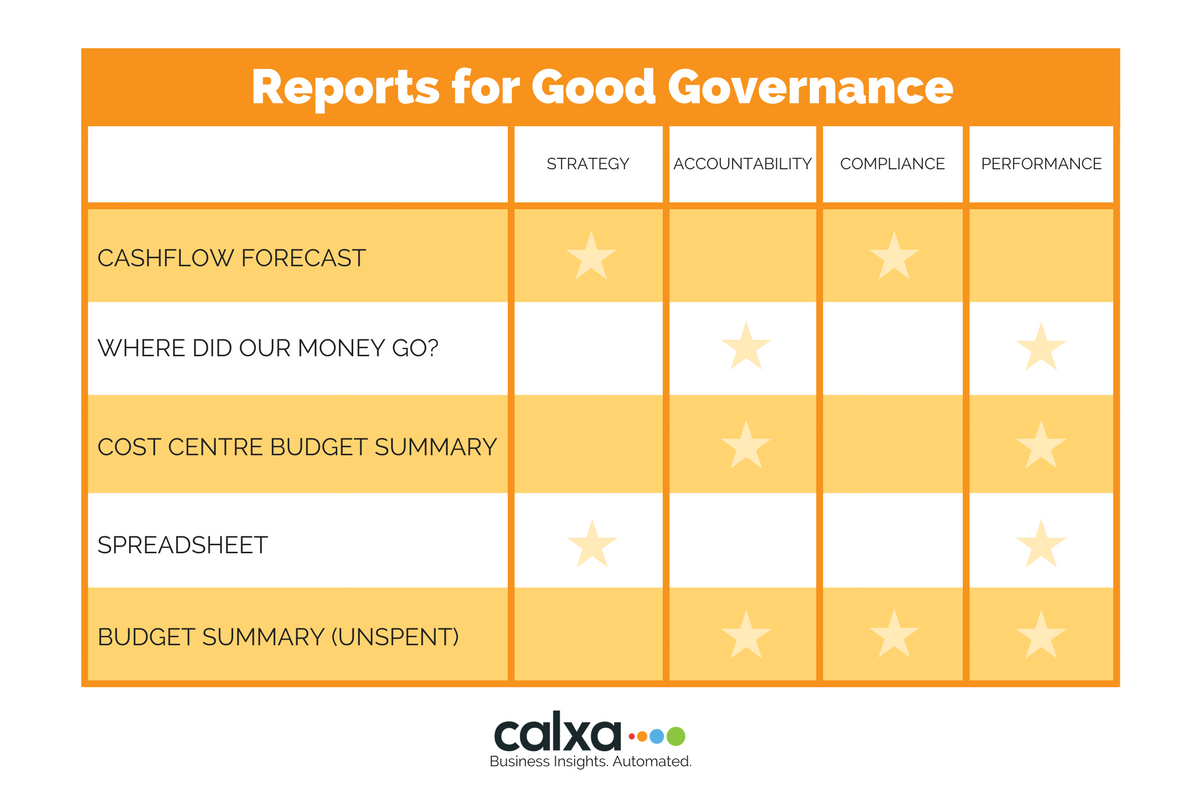 Reports for Good Governance
STRATEGY ACCOUNTABILITY COMPLIANCE PERFORMANCE
CASHFLOW FORECAST
WHERE DID OUR MONEY GO?
COST CENTRE BUDGET SUMMARY
SPREADSHEET
BUDGET SUMMARY (UNSPENT)
calxa
Business Insights. Automated.